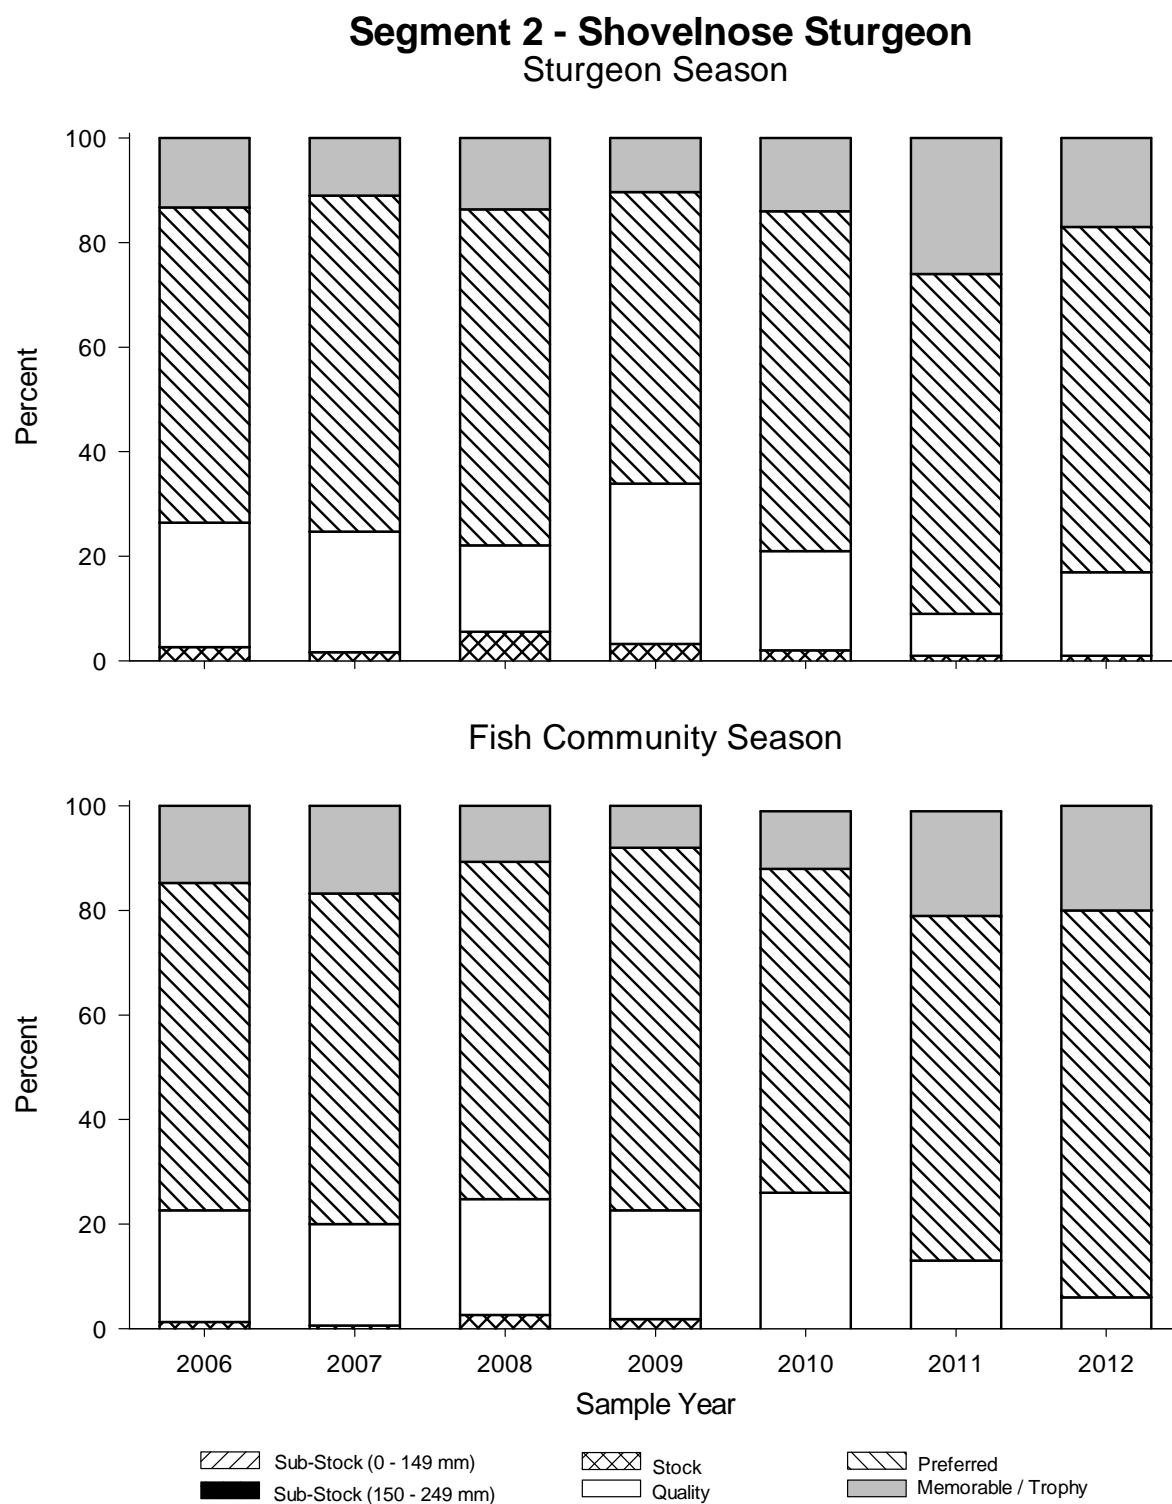 Segment 2 - Shovelnose Sturgeon
Sturgeon Season
100
80
60
40
20
0
Percent
Fish Community Season
100
80
60
40
20
0
Percent
2006 2007 2008 2009 2010 2011 2012
Sample Year
Sub-Stock (0 - 149 mm) Stock Preferred
Sub-Stock (150 - 249 mm) Quality Memorable / Trophy